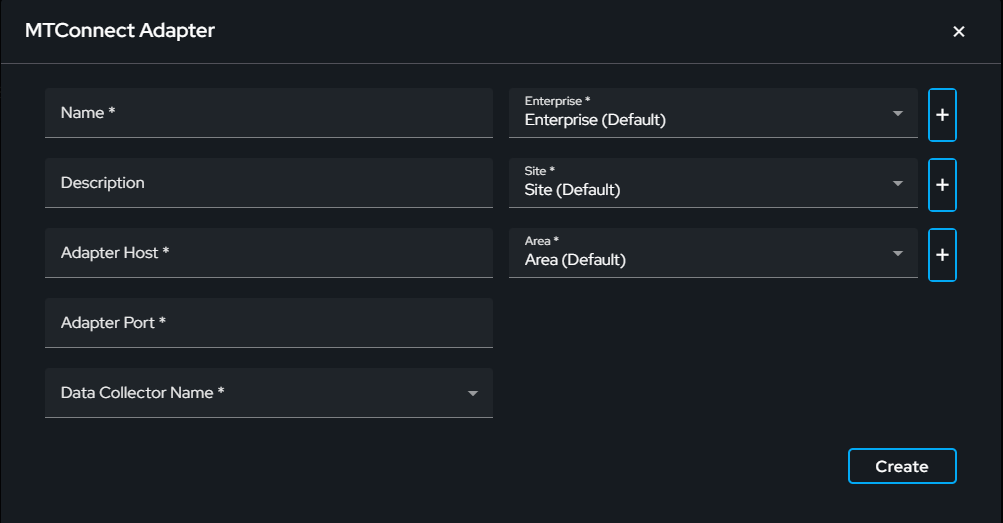 MTConnect Adapter
Name *
Enterprise *
Enterprise (Default)
Description
Site *
Site (Default)
Adapter Host *
Area *
Area (Default)
Adapter Port *
Data Collector Name *
Create